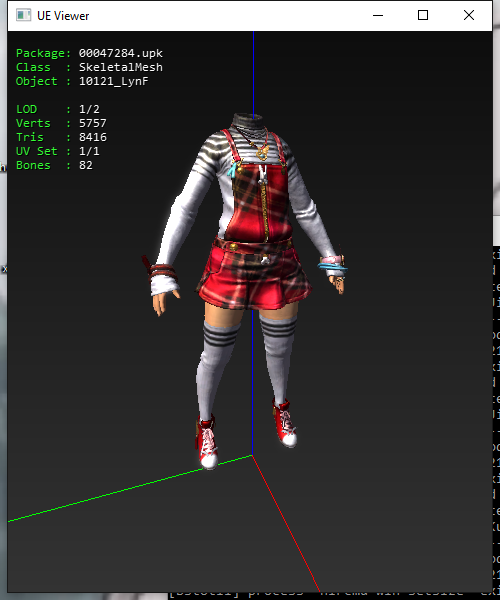 UE Viewer
Package: 00047284.upk
Class : SkeletalMesh
Object : 10121_LynF
LOD : 1/2
Verts : 5757
Tris : 8416
UV Set : 1/1
Bones : 82